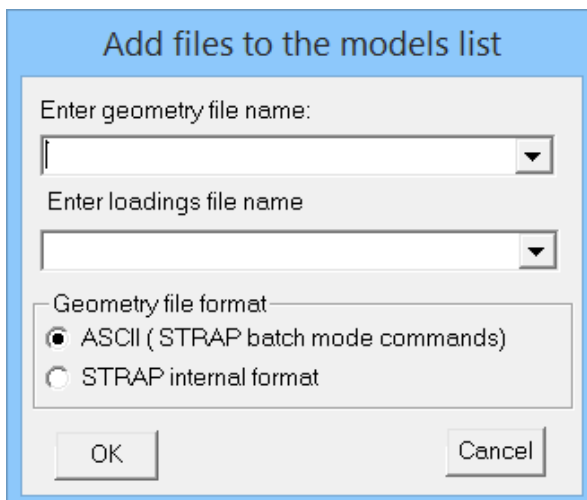 Add files to the models list
Enter geometry file name:
Enter loadings file name
Geometry file format
ASCII ( STRAP batch mode commands)
STRAP internal format
OK
Cancel